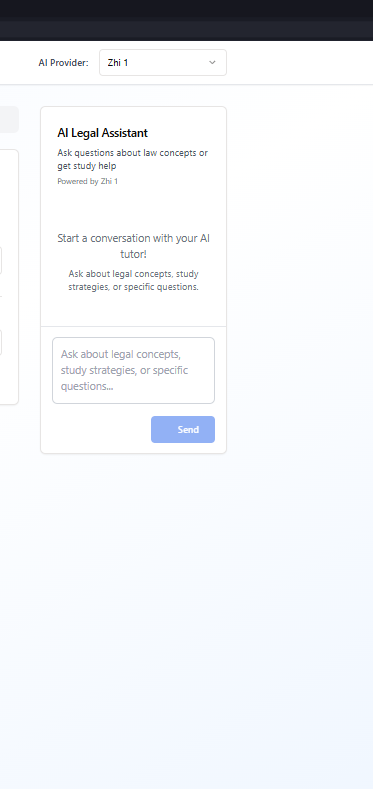 AI Provider:
Zhi 1
AI Legal Assistant
Ask questions about law concepts or
get study help
Powered by Zhi 1
Start a conversation with your AI
tutor!
Ask about legal concepts, study
strategies, or specific questions.
Ask about legal concepts,
study strategies, or specific
questions...
Send